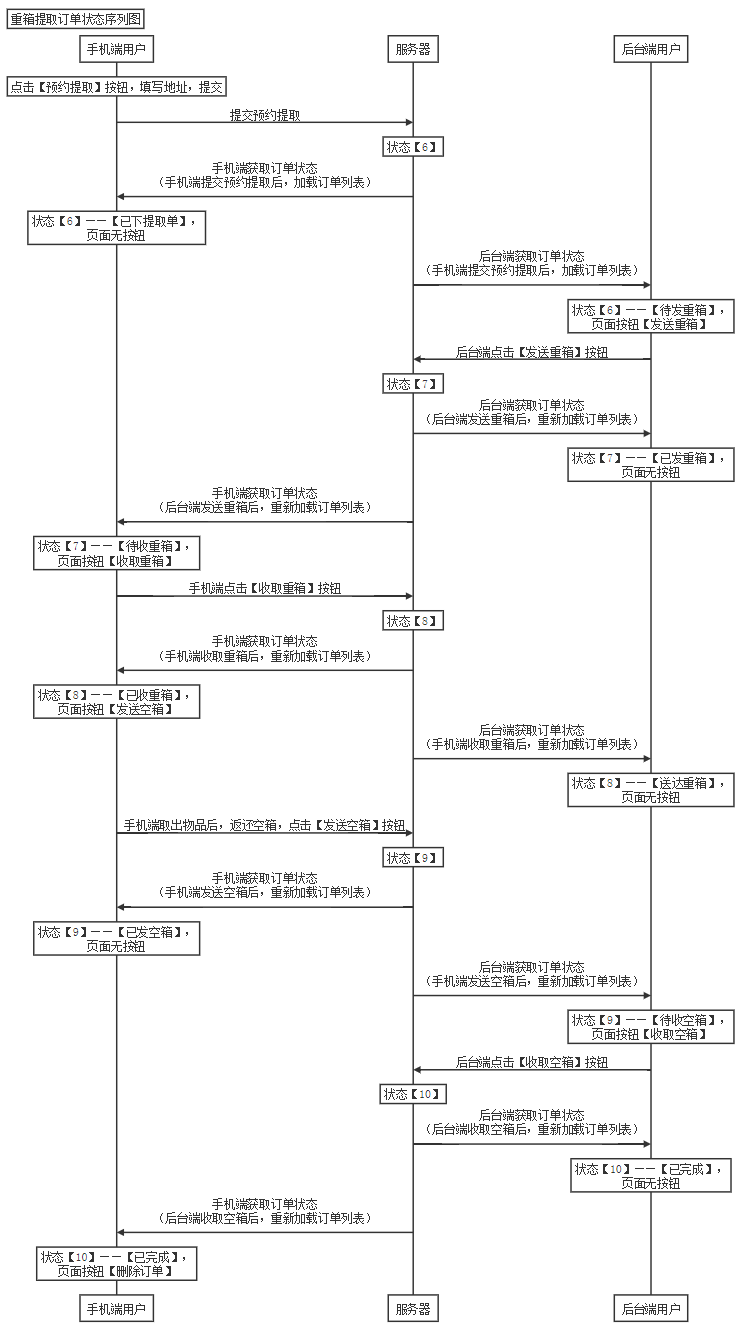 重箱提取订单状态序列图
手机端用户
服务器
后台端用户
点击【预约提取】按钮，填写地址，提交
提交预约提取
状态【6】
手机端获取订单状态
（手机端提交预约提取后，加载订单列表）
状态【6】——【已下提取单】，
页面无按钮
后台端获取订单状态
（手机端提交预约提取后，加载订单列表）
状态【6】——【待发重箱】，
页面按钮【发送重箱】
后台端点击【发送重箱】按钮
状态【7】
后台端获取订单状态
（后台端发送重箱后，重新加载订单列表）
状态【7】——【已发重箱】，
页面无按钮
手机端获取订单状态
（后台端发送重箱后，重新加载订单列表）
状态【7】——【待收重箱】，
页面按钮【收取重箱】
手机端点击【收取重箱】按钮
状态【8】
手机端获取订单状态
（手机端收取重箱后，重新加载订单列表）
状态【8】——【已收重箱】，
页面按钮【发送空箱】
后台端获取订单状态
（手机端收取重箱后，重新加载订单列表）
状态【8】——【送达重箱】，
页面无按钮
手机端取出物品后，返还空箱，点击【发送空箱】按钮
状态【9】
手机端获取订单状态
（手机端发送空箱后，重新加载订单列表）
状态【9】——【已发空箱】，
页面无按钮
后台端获取订单状态
（手机端发送空箱后，重新加载订单列表）
状态【9】——【待收空箱】，
页面按钮【收取空箱】
后台端点击【收取空箱】按钮
状态【10】
后台端获取订单状态
（后台端收取空箱后，重新加载订单列表）
状态【10】——【已完成】，
页面无按钮
手机端获取订单状态
（后台端收取空箱后，重新加载订单列表）
状态【10】——【已完成】，
页面按钮【删除订单】
手机端用户
服务器
后台端用户